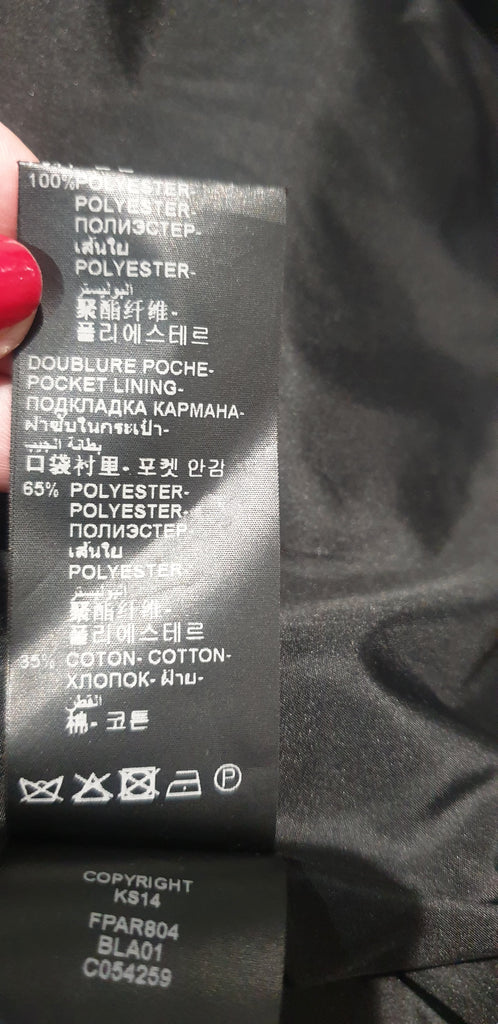 100% POLYESTER-
POLYESTER-
ПОЛИЭСТЕР-
เส้นใย
POLYESTER-
البوليستر
聚酯纤维-
폴리에스테르
DOUBLURE POCHE-
POCKET LINING-
ПОДКЛАДКА КАРМАНА-
ผ้าซับในกระเป๋า-
بطانة الجيب
口袋衬里- 포켓 안감
65% POLYESTER-
POLYESTER-
ПОЛИЭСТЕР-
เส้นใย
POLYESTER-
البوليستر
聚酯纤维-
폴리에스테르
35% COTON- COTTON-
ХЛОПОК- ฝ้าย-
القطن
棉- 코튼
P
COPYRIGHT
KS14
FPAR804
BLA01
C054259